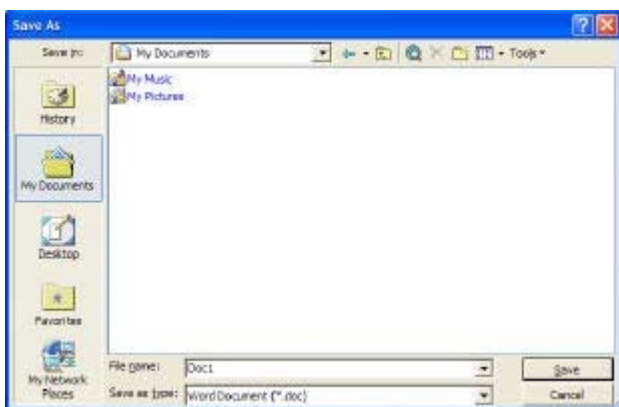 Save As
Save in: My Documents Tools
My Music
My Pictures
History
My Documents
Desktop
Favorites
My Network
Places
File name: Doc1 Save
Save as type: Word Document (*.doc) Cancel